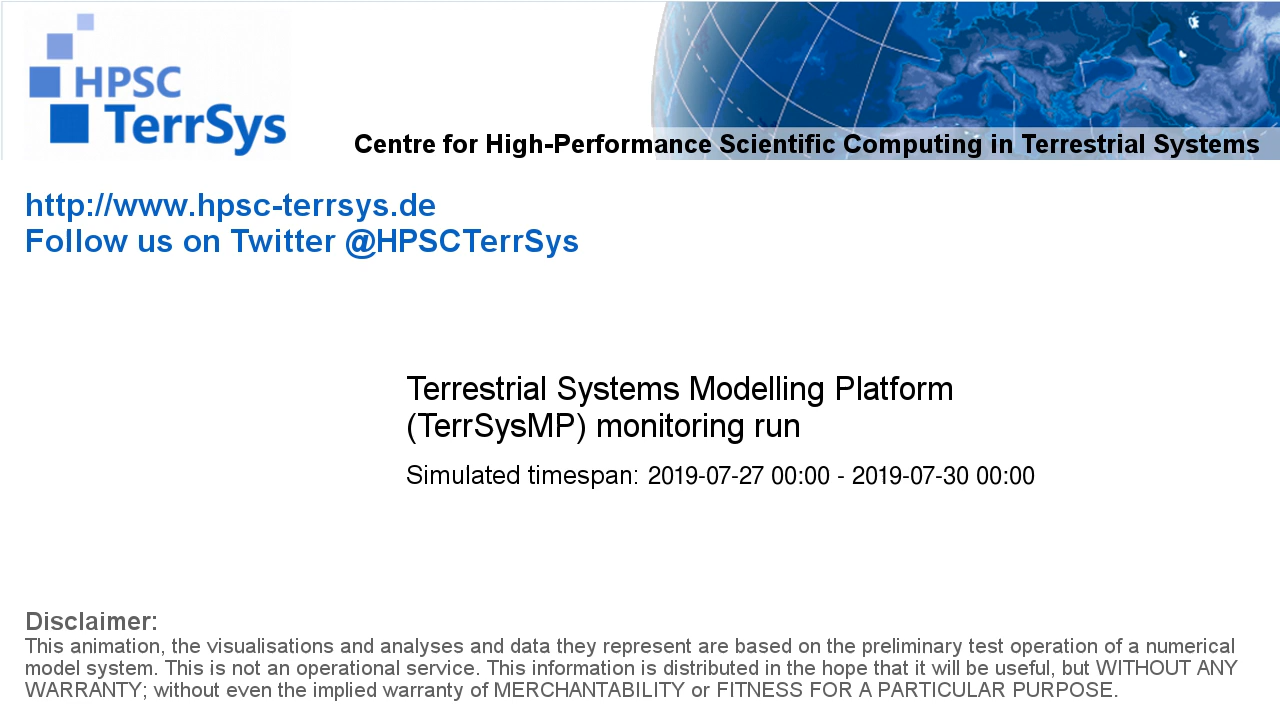 HPSC
TerrSys
Centre for High-Performance Scientific Computing in Terrestrial Systems
http://www.hpsc-terrsys.de
Follow us on Twitter @HPSCTerrSys
Terrestrial Systems Modelling Platform
(TerrSysMP) monitoring run
Simulated timespan: 2019-07-27 00:00 - 2019-07-30 00:00
Disclaimer:
This animation, the visualisations and analyses and data they represent are based on the preliminary test operation of a numerical
model system. This is not an operational service. This information is distributed in the hope that it will be useful, but WITHOUT ANY
WARRANTY; without even the implied warranty of MERCHANTABILITY or FITNESS FOR A PARTICULAR PURPOSE.